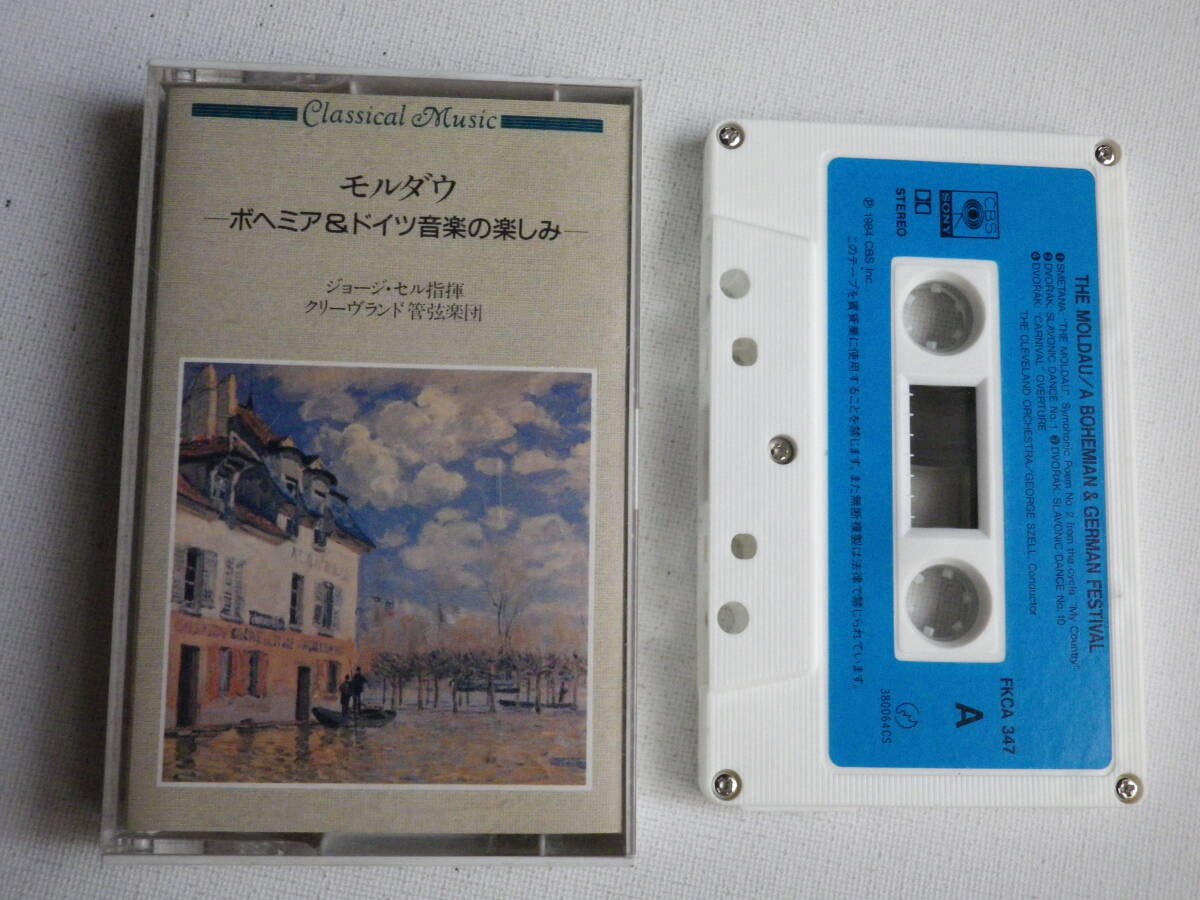 Classical Music
モルダウ
―ボヘミア&ドイツ音楽の楽しみ―
ジョージ・セル指揮
クリーヴランド管弦楽団
THE MOLDAU/A BOHEMIAN & GERMAN FESTIVAL
❶SMETANA: "THE MOLDAU" Symphonic Poem No. 2 from the cycle "My Country"
❷DVOŘÁK: SLAVONIC DANCE No. 1 ❸DVOŘÁK: SLAVONIC DANCE No. 10
❹DVOŘÁK: "CARNIVAL" OVERTURE
THE CLEVELAND ORCHESTRA/GEORGE SZELL, Conductor
CBS
SONY
STEREO
Ⓟ 1984 CBS Inc.
このテープを賃貸業に使用することを禁じます。また無断複製は法律で禁じられています。
FKCA 347
A
380064CS